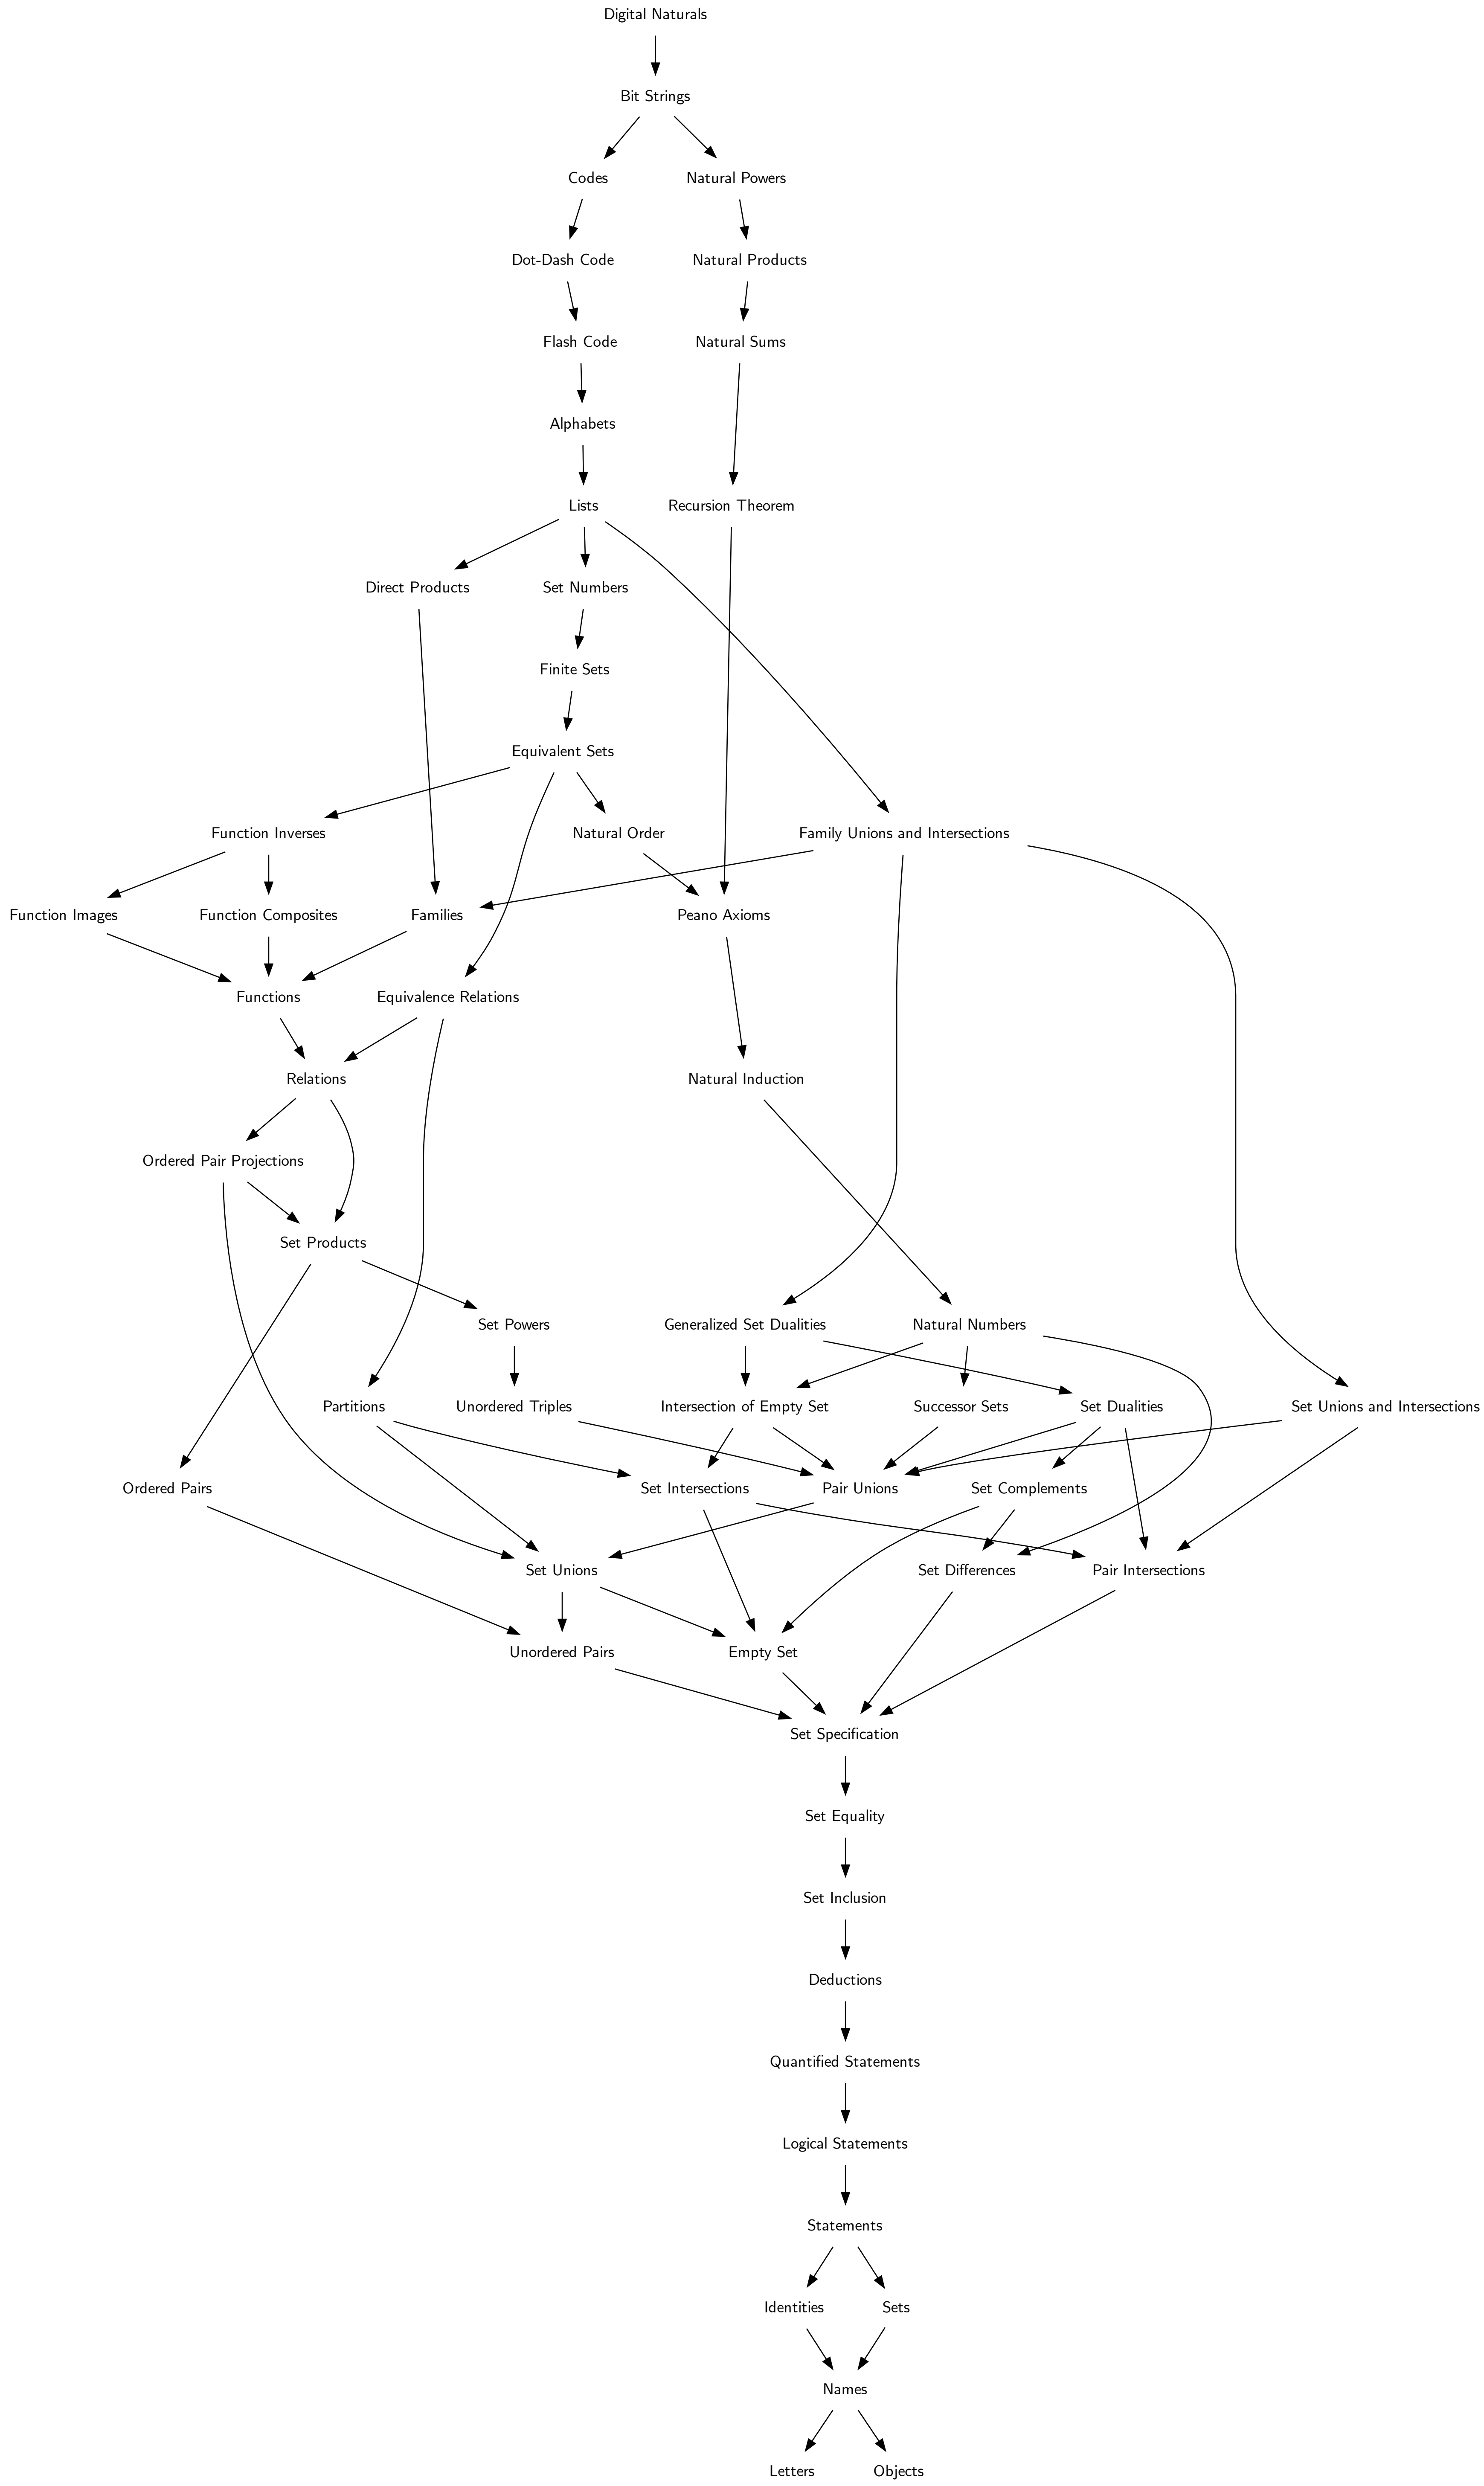 Digital Naturals
Bit Strings
Codes
Natural Powers
Dot-Dash Code
Natural Products
Flash Code
Natural Sums
Alphabets
Lists
Recursion Theorem
Direct Products
Set Numbers
Finite Sets
Equivalent Sets
Function Inverses
Natural Order
Family Unions and Intersections
Function Images
Function Composites
Families
Peano Axioms
Functions
Equivalence Relations
Relations
Natural Induction
Ordered Pair Projections
Set Products
Set Powers
Generalized Set Dualities
Natural Numbers
Partitions
Unordered Triples
Intersection of Empty Set
Successor Sets
Set Dualities
Set Unions and Intersections
Ordered Pairs
Set Intersections
Pair Unions
Set Complements
Set Unions
Set Differences
Pair Intersections
Unordered Pairs
Empty Set
Set Specification
Set Equality
Set Inclusion
Deductions
Quantified Statements
Logical Statements
Statements
Identities
Sets
Names
Letters
Objects